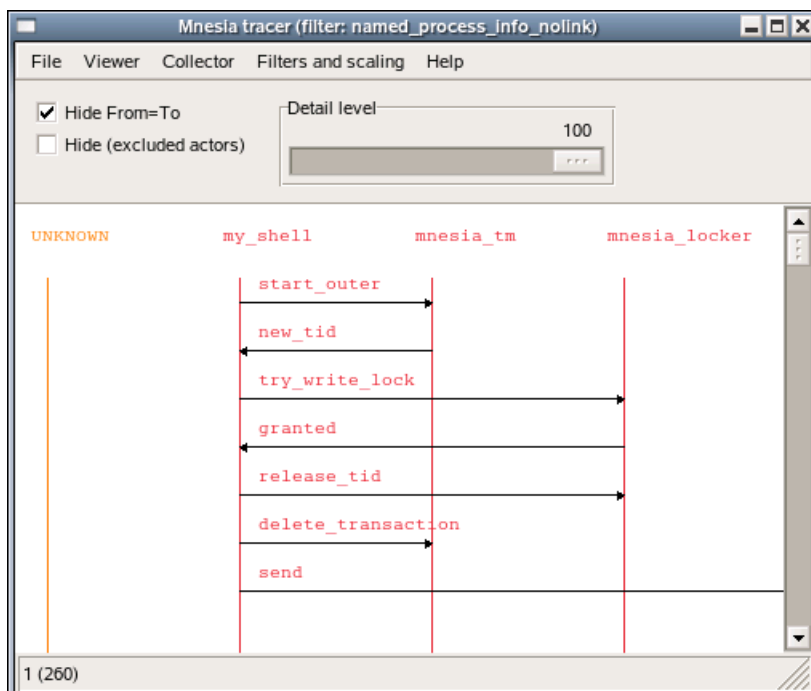 Mnesia tracer (filter: named_process_info_nolink)
File Viewer Collector Filters and scaling Help
Hide From=To
Detail level
100
Hide (excluded actors)
UNKNOWN my_shell mnesia_tm mnesia_locker
start_outer
new_tid
try_write_lock
granted
release_tid
delete_transaction
send
1 (260)